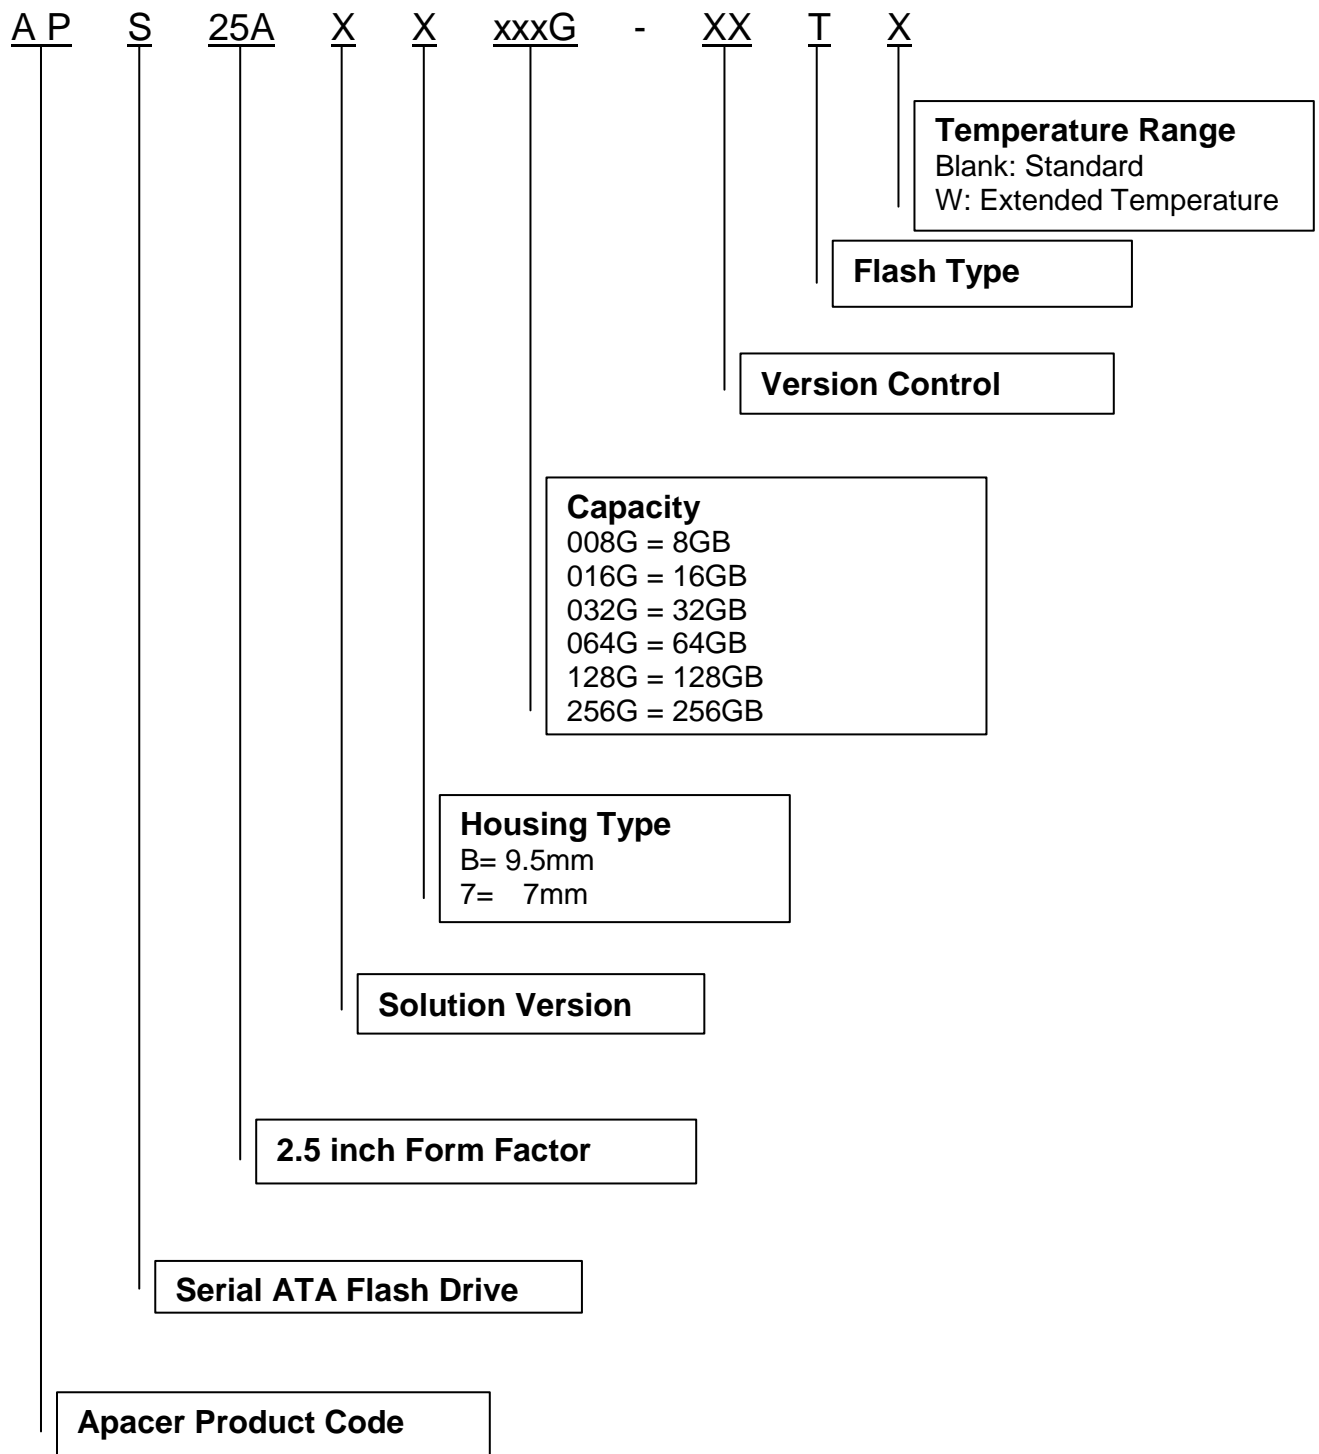 A P S 25A X X xxxG - XX T X
Temperature Range
Blank: Standard
W: Extended Temperature
Flash Type
Version Control
Capacity
008G = 8GB
016G = 16GB
032G = 32GB
064G = 64GB
128G = 128GB
256G = 256GB
Housing Type
B= 9.5mm
7= 7mm
Solution Version
2.5 inch Form Factor
Serial ATA Flash Drive
Apacer Product Code